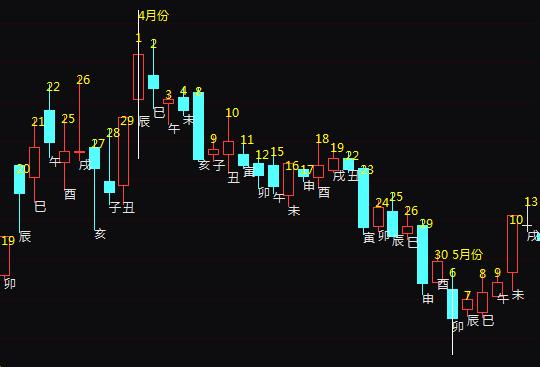 4月份
1
2
辰
巳
3
午
4
未
8
亥
9
子
10
丑
11
寅
12
卯
15
午
16
未
17
申
18
酉
19
戌
22
丑
23
寅
24
卯
25
辰
26
巳
29
申
30
酉
5月份
6
卯
7
辰
8
巳
9
午
10
未
13
戌
19
卯
20
辰
21
巳
22
午
25
酉
26
戌
27
亥
28
子
29
丑